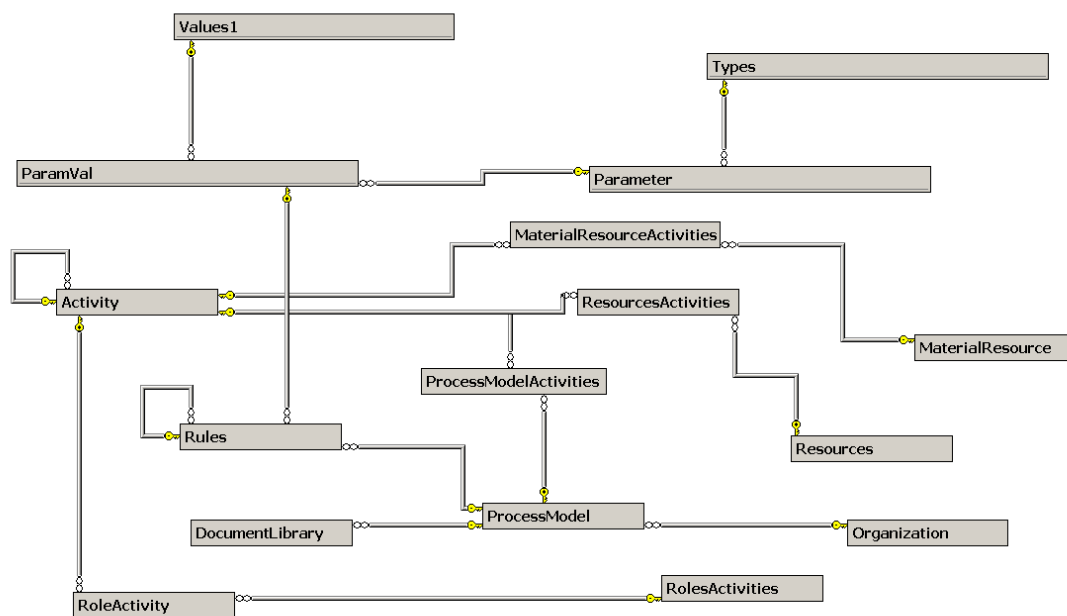 Values1
Types
ParamVal
Parameter
MaterialResourceActivities
Activity
ResourcesActivities
MaterialResource
ProcessModelActivities
Rules
Resources
ProcessModel
DocumentLibrary
Organization
RolesActivities
RoleActivity